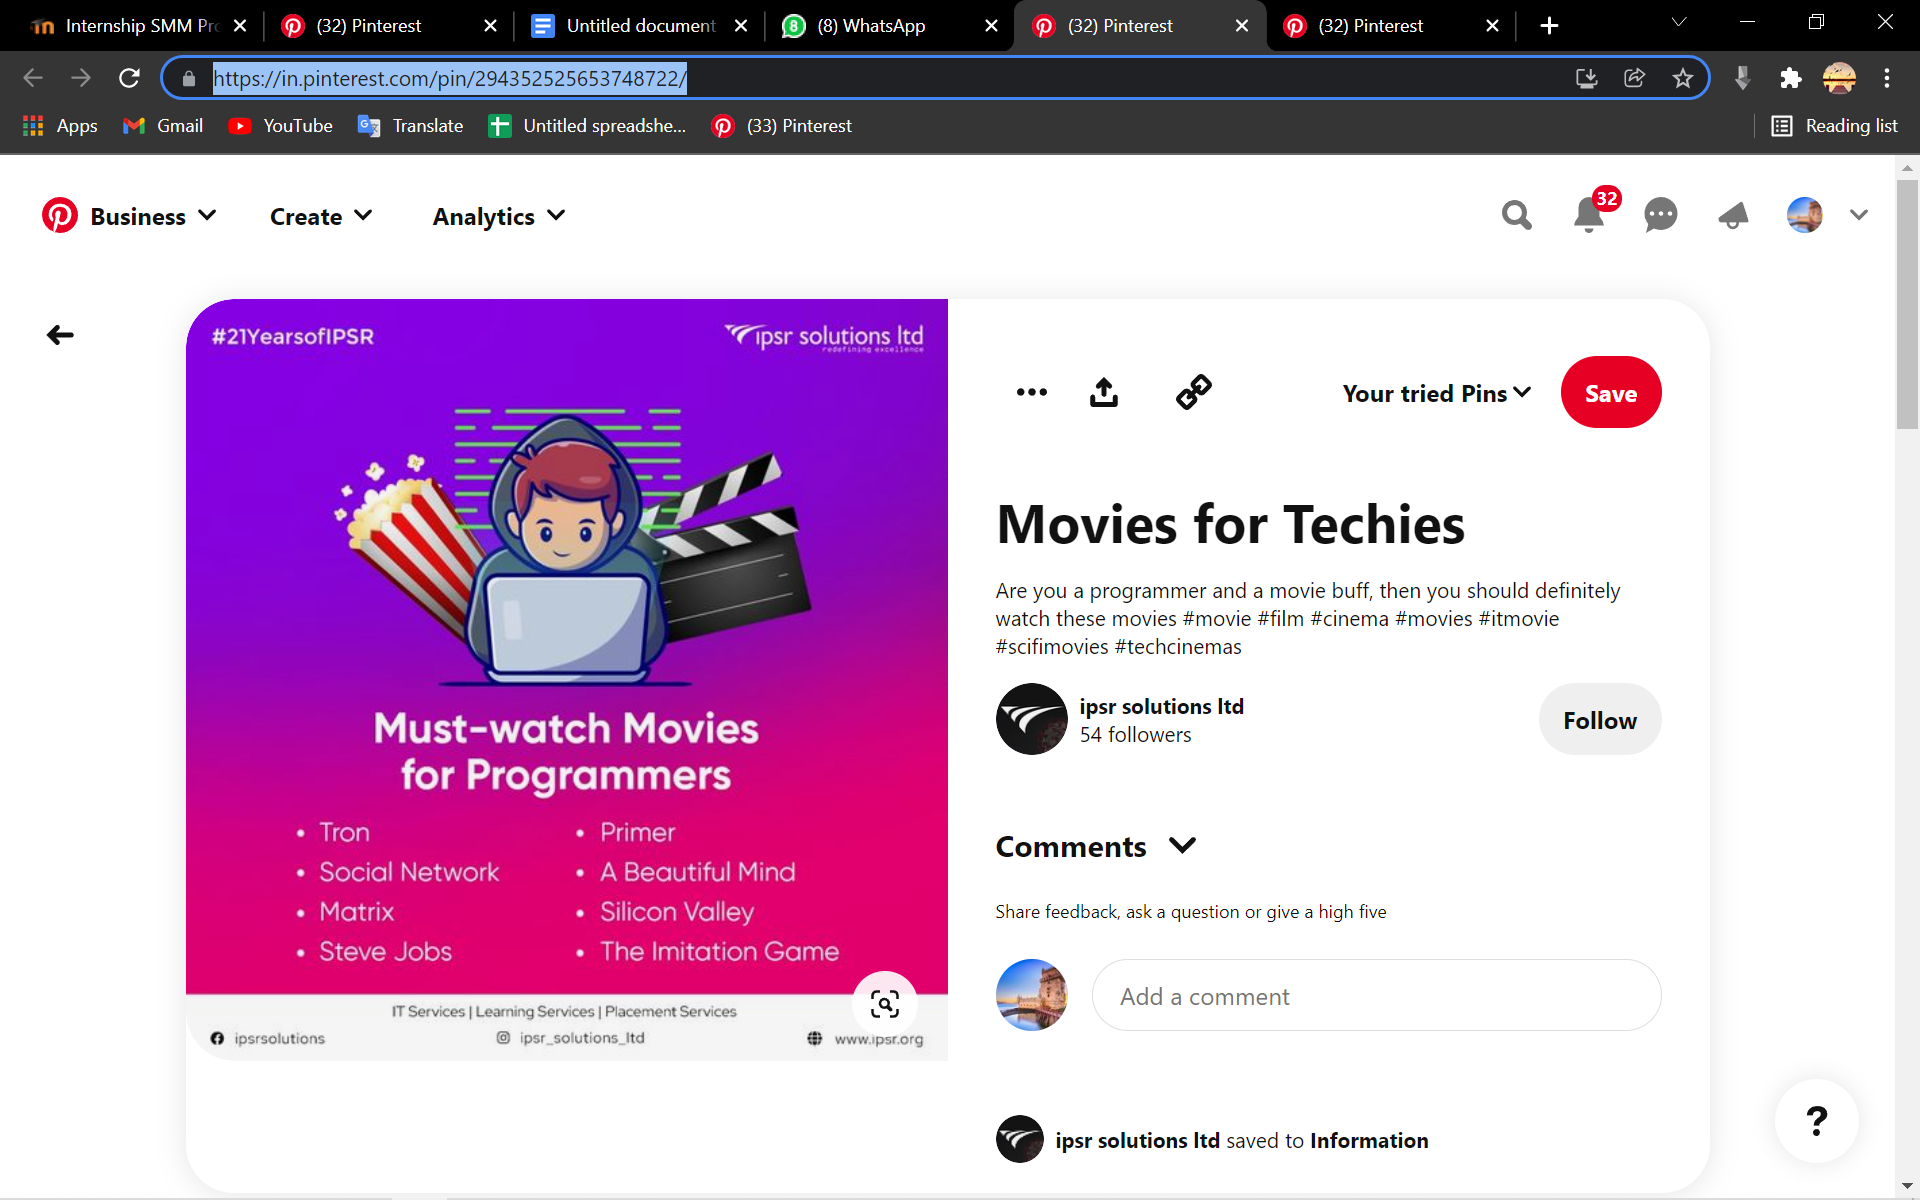 Internship SMM Pro
(32) Pinterest
Untitled document
(8) WhatsApp
(32) Pinterest
(32) Pinterest
https://in.pinterest.com/pin/294352525653748722/
Apps
Gmail
YouTube
Translate
Untitled spreadshe...
(33) Pinterest
Reading list
Business
Create
Analytics
32
#21YearsofIPSR
ipsr solutions ltd
redefining excellence
Must-watch Movies
for Programmers
• Tron
• Social Network
• Matrix
• Steve Jobs
• Primer
• A Beautiful Mind
• Silicon Valley
• The Imitation Game
IT Services | Learning Services | Placement Services
ipsrsolutions
ipsr_solutions_ltd
www.ipsr.org
Your tried Pins
Save
Movies for Techies
Are you a programmer and a movie buff, then you should definitely
watch these movies #movie #film #cinema #movies #itmovie
#scifimovies #techcinemas
ipsr solutions ltd
54 followers
Follow
Comments
Share feedback, ask a question or give a high five
Add a comment
ipsr solutions ltd saved to Information
?